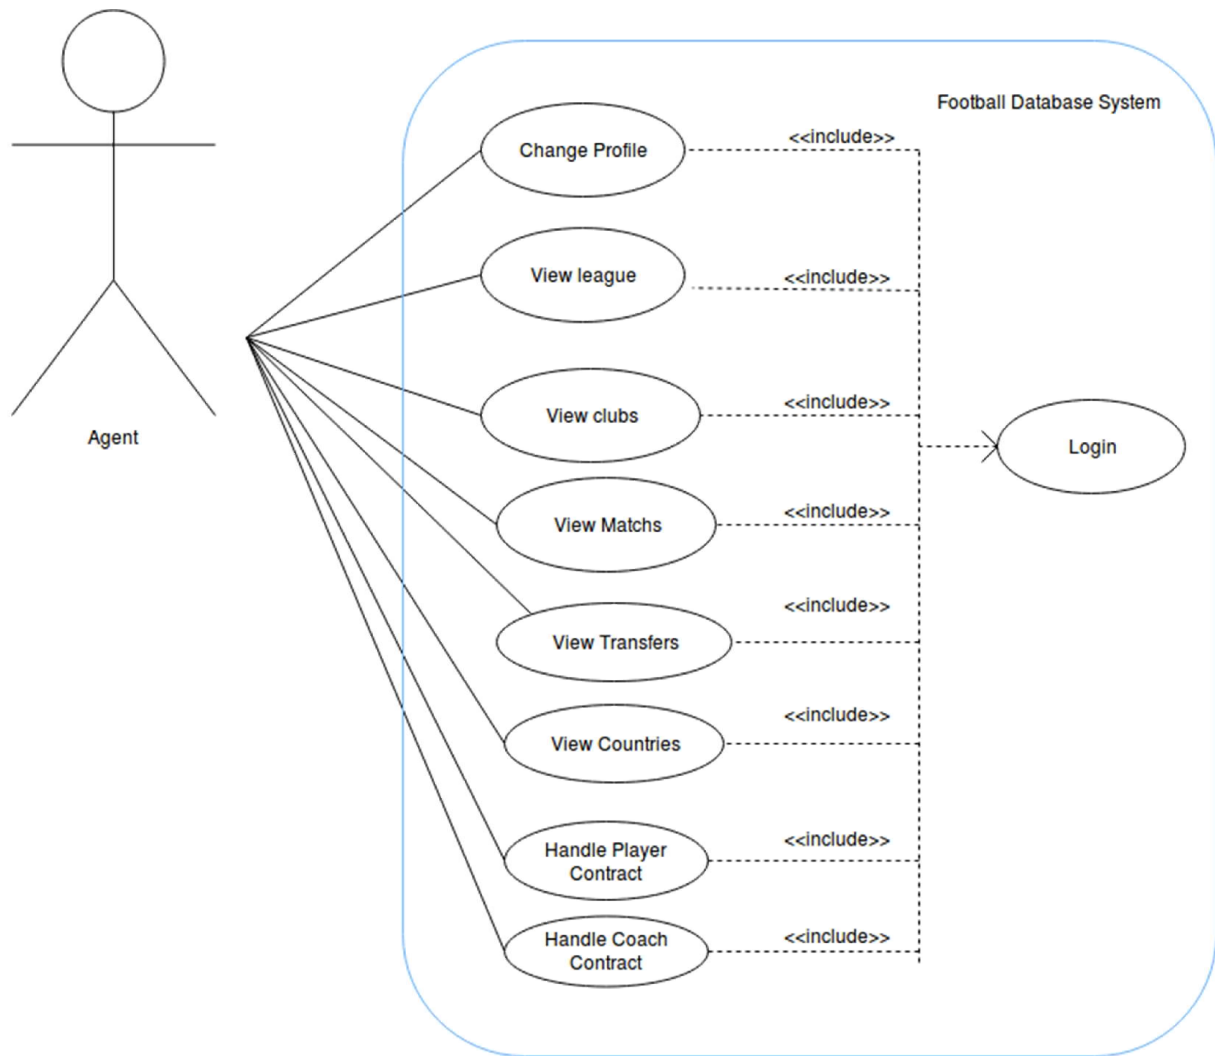 Football Database System
Change Profile
<<include>>
View league
<<include>>
View clubs
<<include>>
Agent
Login
View Matchs
<<include>>
View Transfers
<<include>>
View Countries
<<include>>
Handle Player
Contract
<<include>>
Handle Coach
Contract
<<include>>